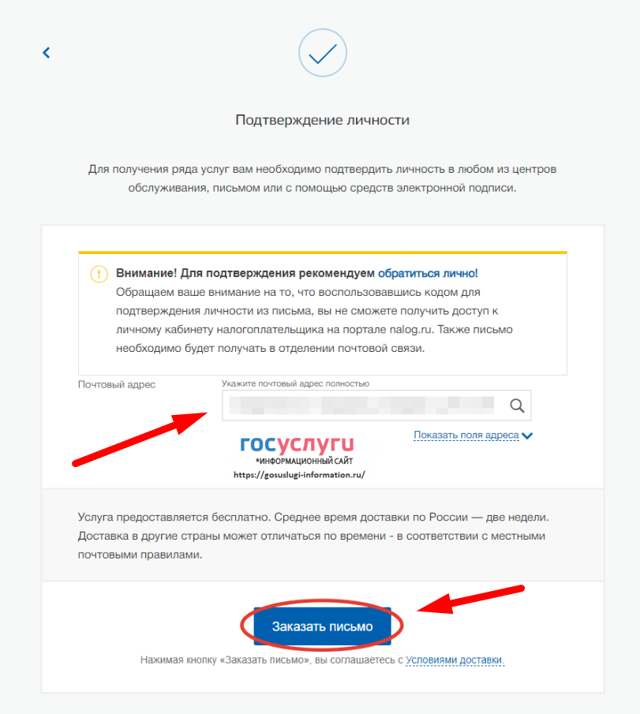 Подтверждение личности
Для получения ряда услуг вам необходимо подтвердить личность в любом из центров
обслуживания, письмом или с помощью средств электронной подписи.
Внимание! Для подтверждения рекомендуем обратиться лично!
Обращаем ваше внимание на то, что воспользовавшись кодом для
подтверждения личности из письма, вы не сможете получить доступ к
личному кабинету налогоплательщика на портале nalog.ru. Также письмо
необходимо будет получать в отделении почтовой связи.
Почтовый адрес
Укажите почтовый адрес полностью
Показать поля адреса
госуслуги
*ИНФОРМАЦИОННЫЙ САЙТ
https://gosuslugi-information.ru/
Услуга предоставляется бесплатно. Среднее время доставки по России — две недели.
Доставка в другие страны может отличаться по времени - в соответствии с местными
почтовыми правилами.
Заказать письмо
Нажимая кнопку «Заказать письмо», вы соглашаетесь с Условиями доставки.